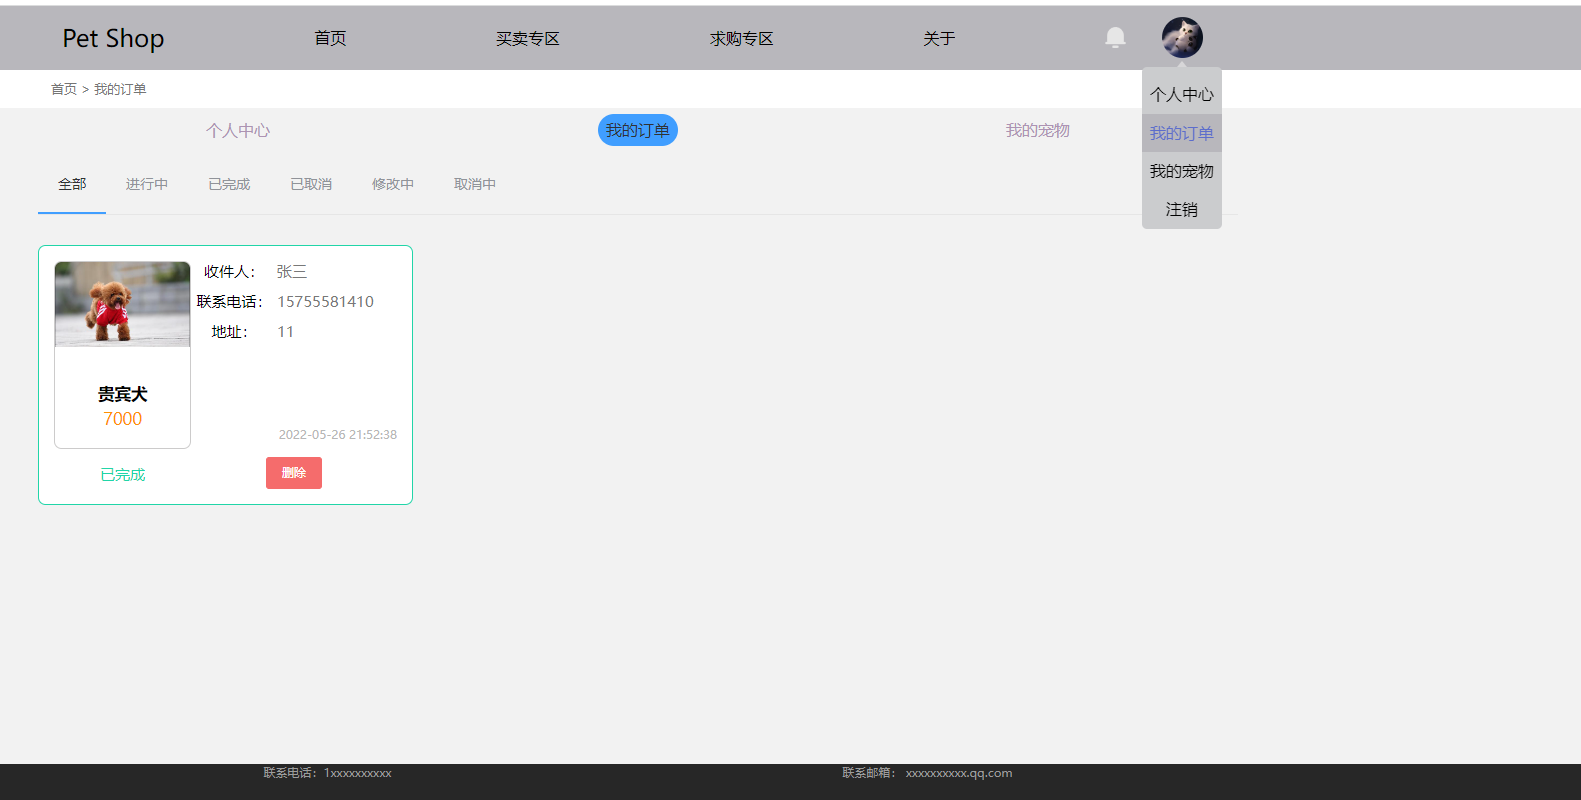 Pet Shop 首页 买卖专区 求购专区 关于
首页 > 我的订单
个人中心 我的订单 我的宠物
个人中心
我的订单
我的宠物
注销
全部 进行中 已完成 已取消 修改中 取消中
收件人： 张三
联系电话： 15755581410
地址： 11
贵宾犬
7000
2022-05-26 21:52:38
已完成 删除
联系电话：1xxxxxxxxxx 联系邮箱： xxxxxxxxxx.qq.com